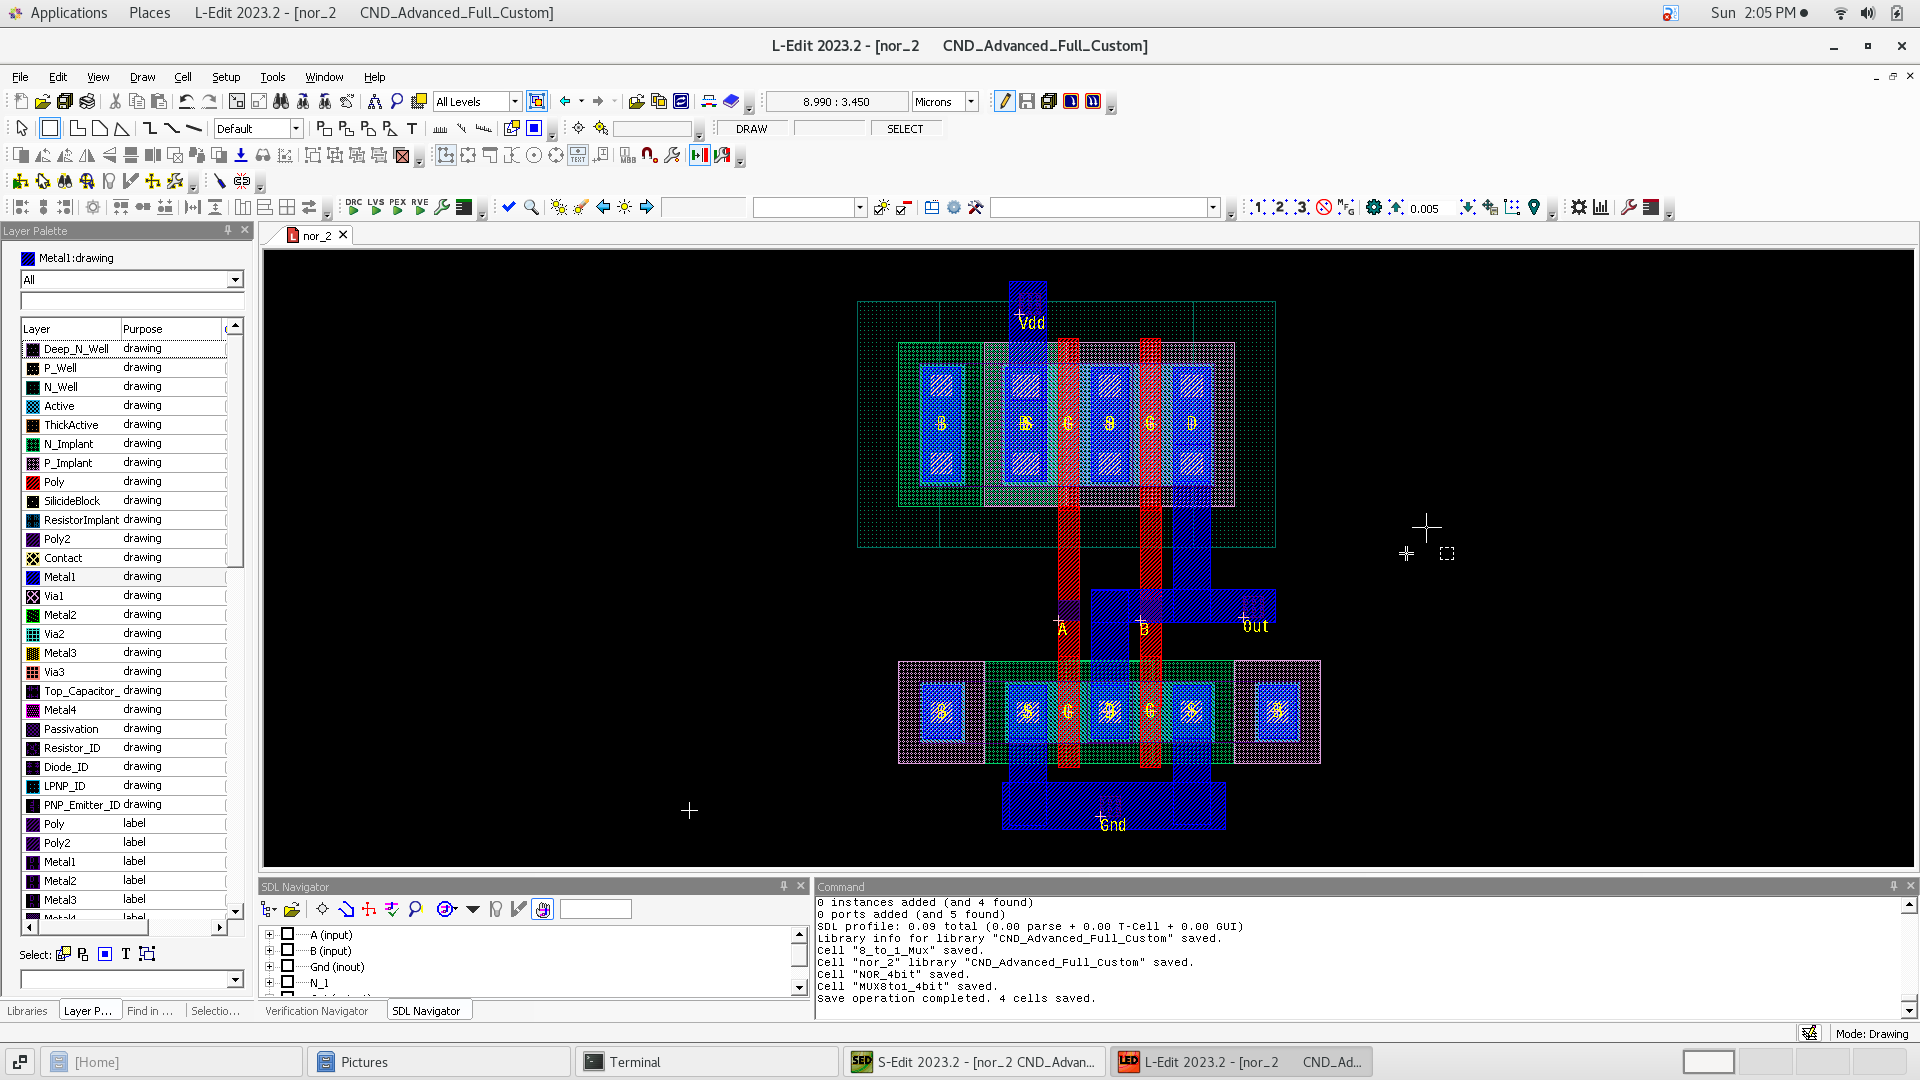 Applications Places L-Edit 2023.2 - [nor_2 CND_Advanced_Full_Custom] Sun 2:05 PM
L-Edit 2023.2 - [nor_2 CND_Advanced_Full_Custom]
File Edit View Draw Cell Setup Tools Window Help
All Levels 8.990 : 3.450 Microns
Default T DRAW SELECT
TEXT MBB
DRC LVS PEX RVE 1 2 3 0.005
Layer Palette
nor_2
Metal1:drawing
All
Layer Purpose
Deep_N_Well drawing
P_Well drawing
N_Well drawing
Active drawing
ThickActive drawing
N_Implant drawing
P_Implant drawing
Poly drawing
SilicideBlock drawing
ResistorImplant drawing
Poly2 drawing
Contact drawing
Metal1 drawing
Via1 drawing
Metal2 drawing
Via2 drawing
Metal3 drawing
Via3 drawing
Top_Capacitor_ drawing
Metal4 drawing
Passivation drawing
Resistor_ID drawing
Diode_ID drawing
LPNP_ID drawing
PNP_Emitter_ID drawing
Poly label
Poly2 label
Metal1 label
Metal2 label
Metal3 label
Metal4 label
Select: T
Libraries Layer P... Find in ... Selectio...
Vdd
G G D
A B Out
G G
Gnd
SDL Navigator
A (input)
B (input)
Gnd (inout)
N_1
Verification Navigator SDL Navigator
Command
0 instances added (and 4 found)
0 ports added (and 5 found)
SDL profile: 0.09 total (0.00 parse + 0.00 T-Cell + 0.00 GUI)
Library info for library "CND_Advanced_Full_Custom" saved.
Cell "8_to_1_Mux" saved.
Cell "nor_2" library "CND_Advanced_Full_Custom" saved.
Cell "NOR_4bit" saved.
Cell "MUX8to1_4bit" saved.
Save operation completed. 4 cells saved.
Mode: Drawing
[Home] Pictures Terminal S-Edit 2023.2 - [nor_2 CND_Advan... L-Edit 2023.2 - [nor_2 CND_Ad...